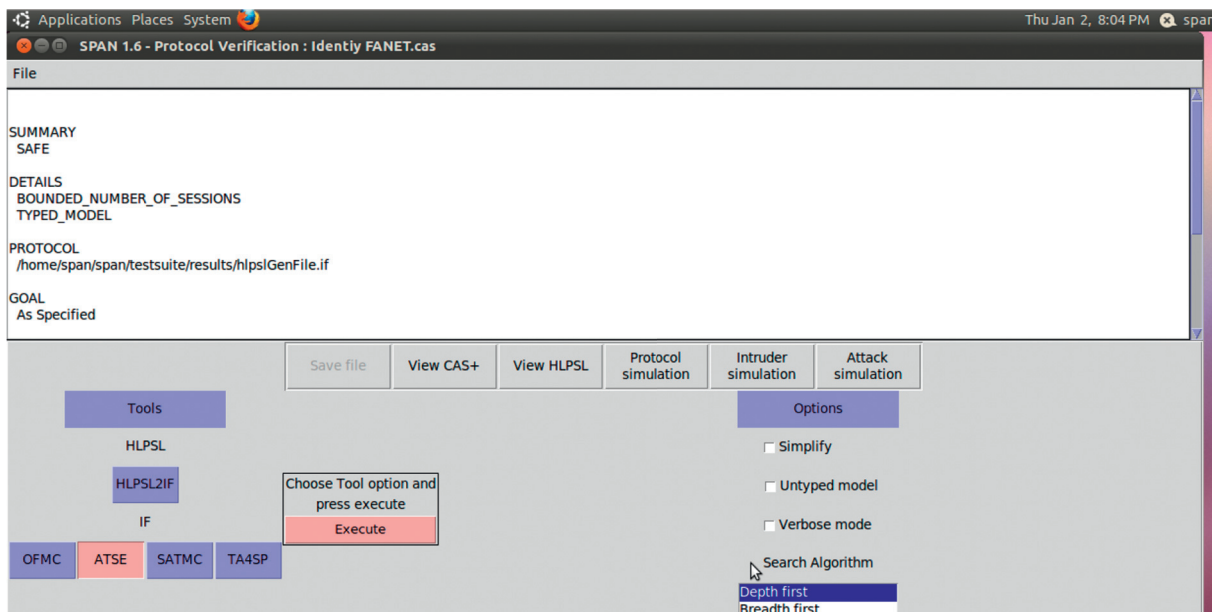 Applications Places System
Thu Jan 2, 8:04 PM
span
SPAN 1.6 - Protocol Verification : Identiy FANET.cas
File
SUMMARY
SAFE
DETAILS
BOUNDED_NUMBER_OF_SESSIONS
TYPED_MODEL
PROTOCOL
/home/span/span/testsuite/results/hlpslGenFile.if
GOAL
As Specified
Save file
View CAS+
View HLPSL
Protocol
simulation
Intruder
simulation
Attack
simulation
Tools
HLPSL
HLPSL2IF
IF
OFMC
ATSE
SATMC
TA4SP
Choose Tool option and
press execute
Execute
Options
Simplify
Untyped model
Verbose mode
Search Algorithm
Depth first
Breadth first